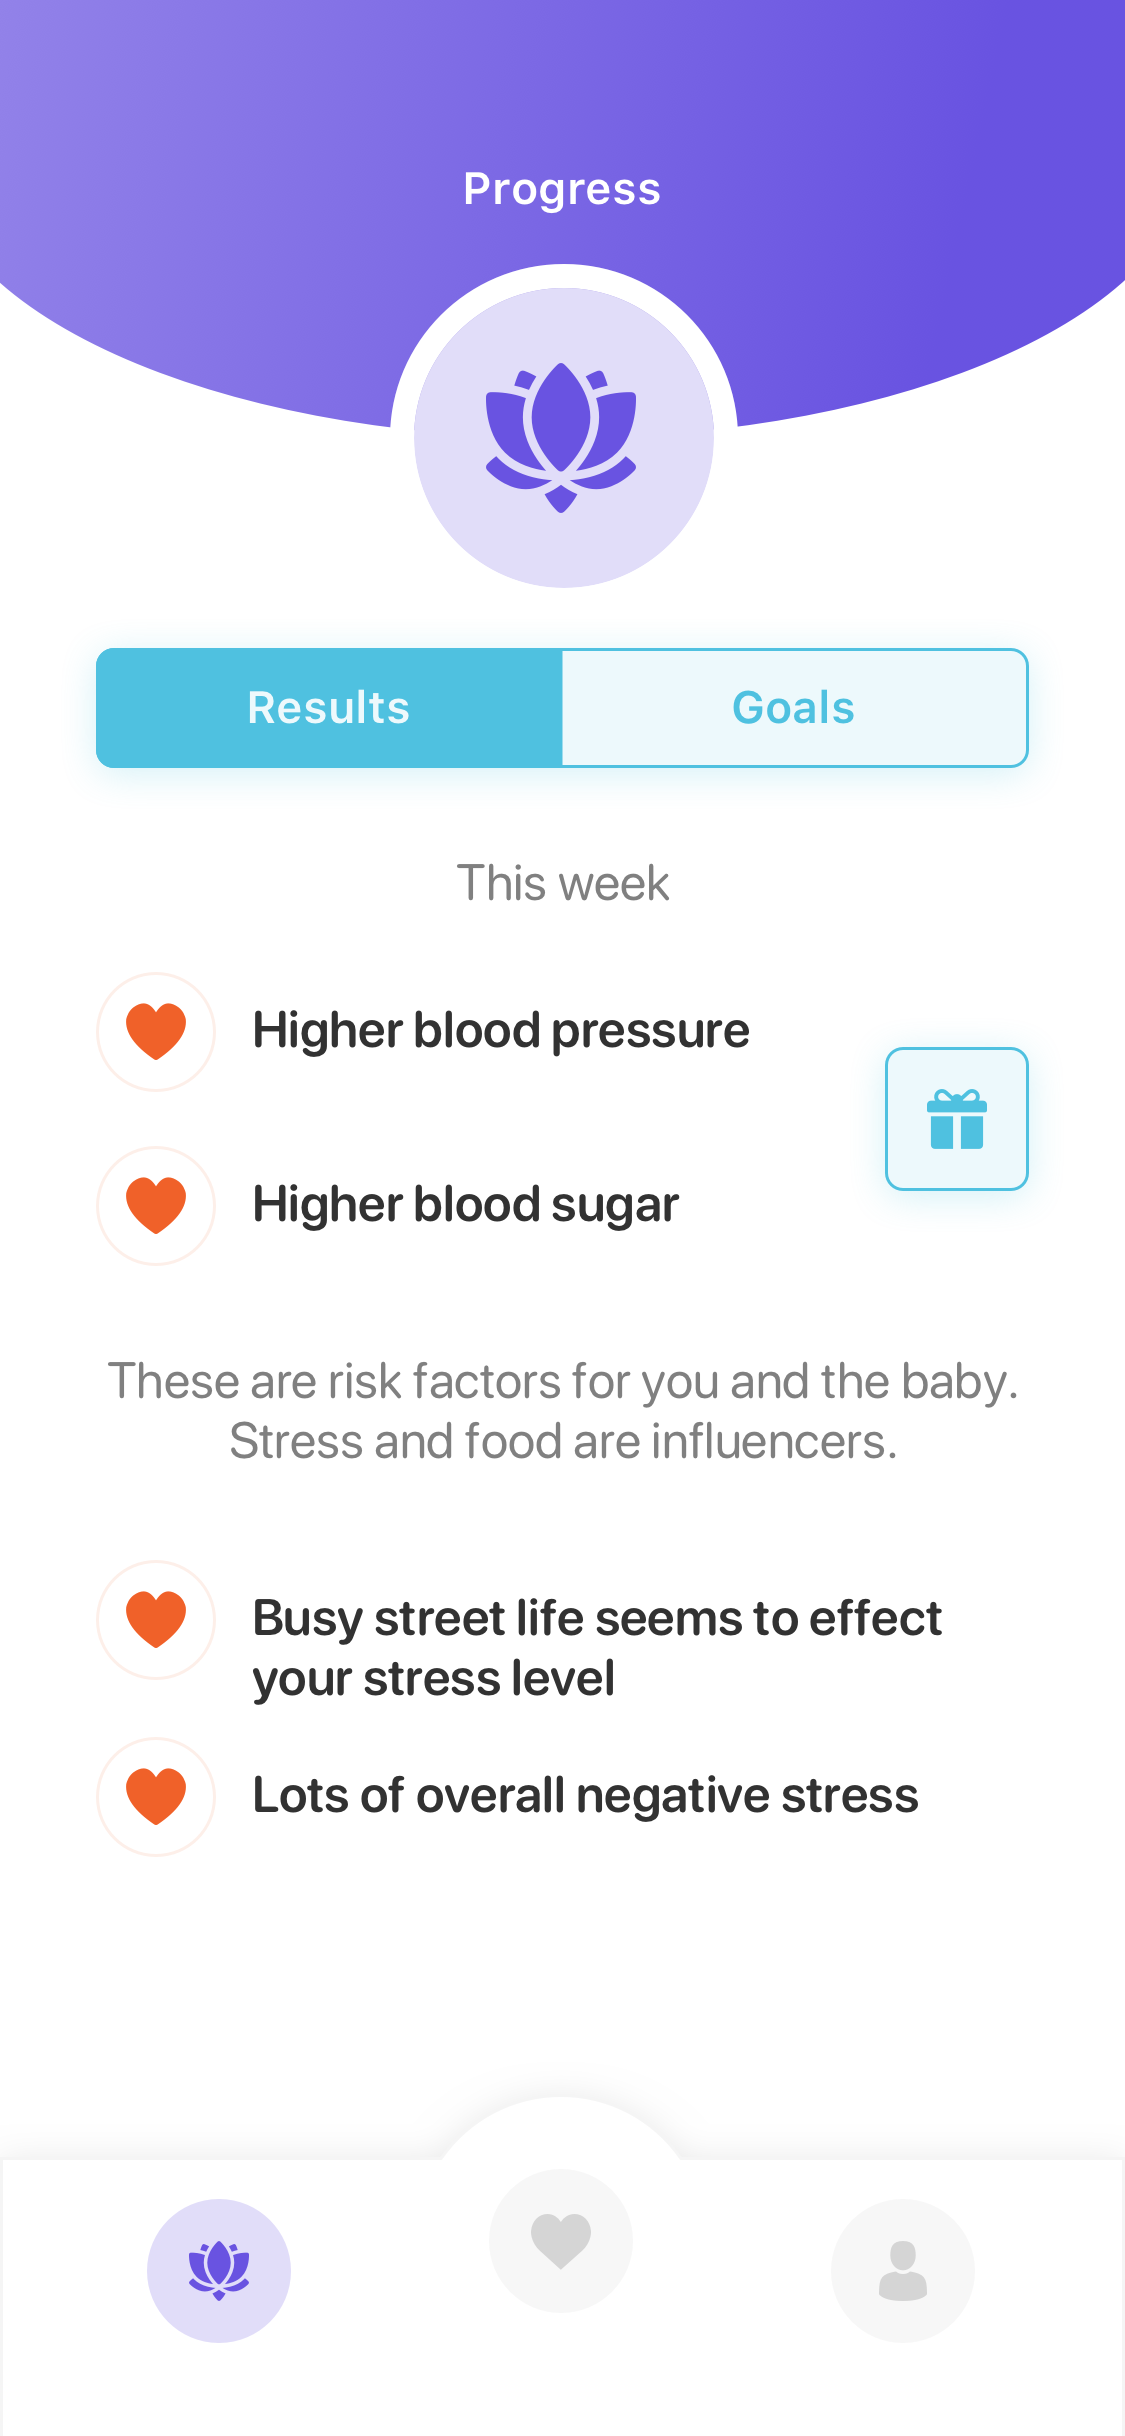 Progress
Results
Goals
This week
Higher blood pressure
Higher blood sugar
These are risk factors for you and the baby.
Stress and food are influencers.
Busy street life seems to effect
your stress level
Lots of overall negative stress